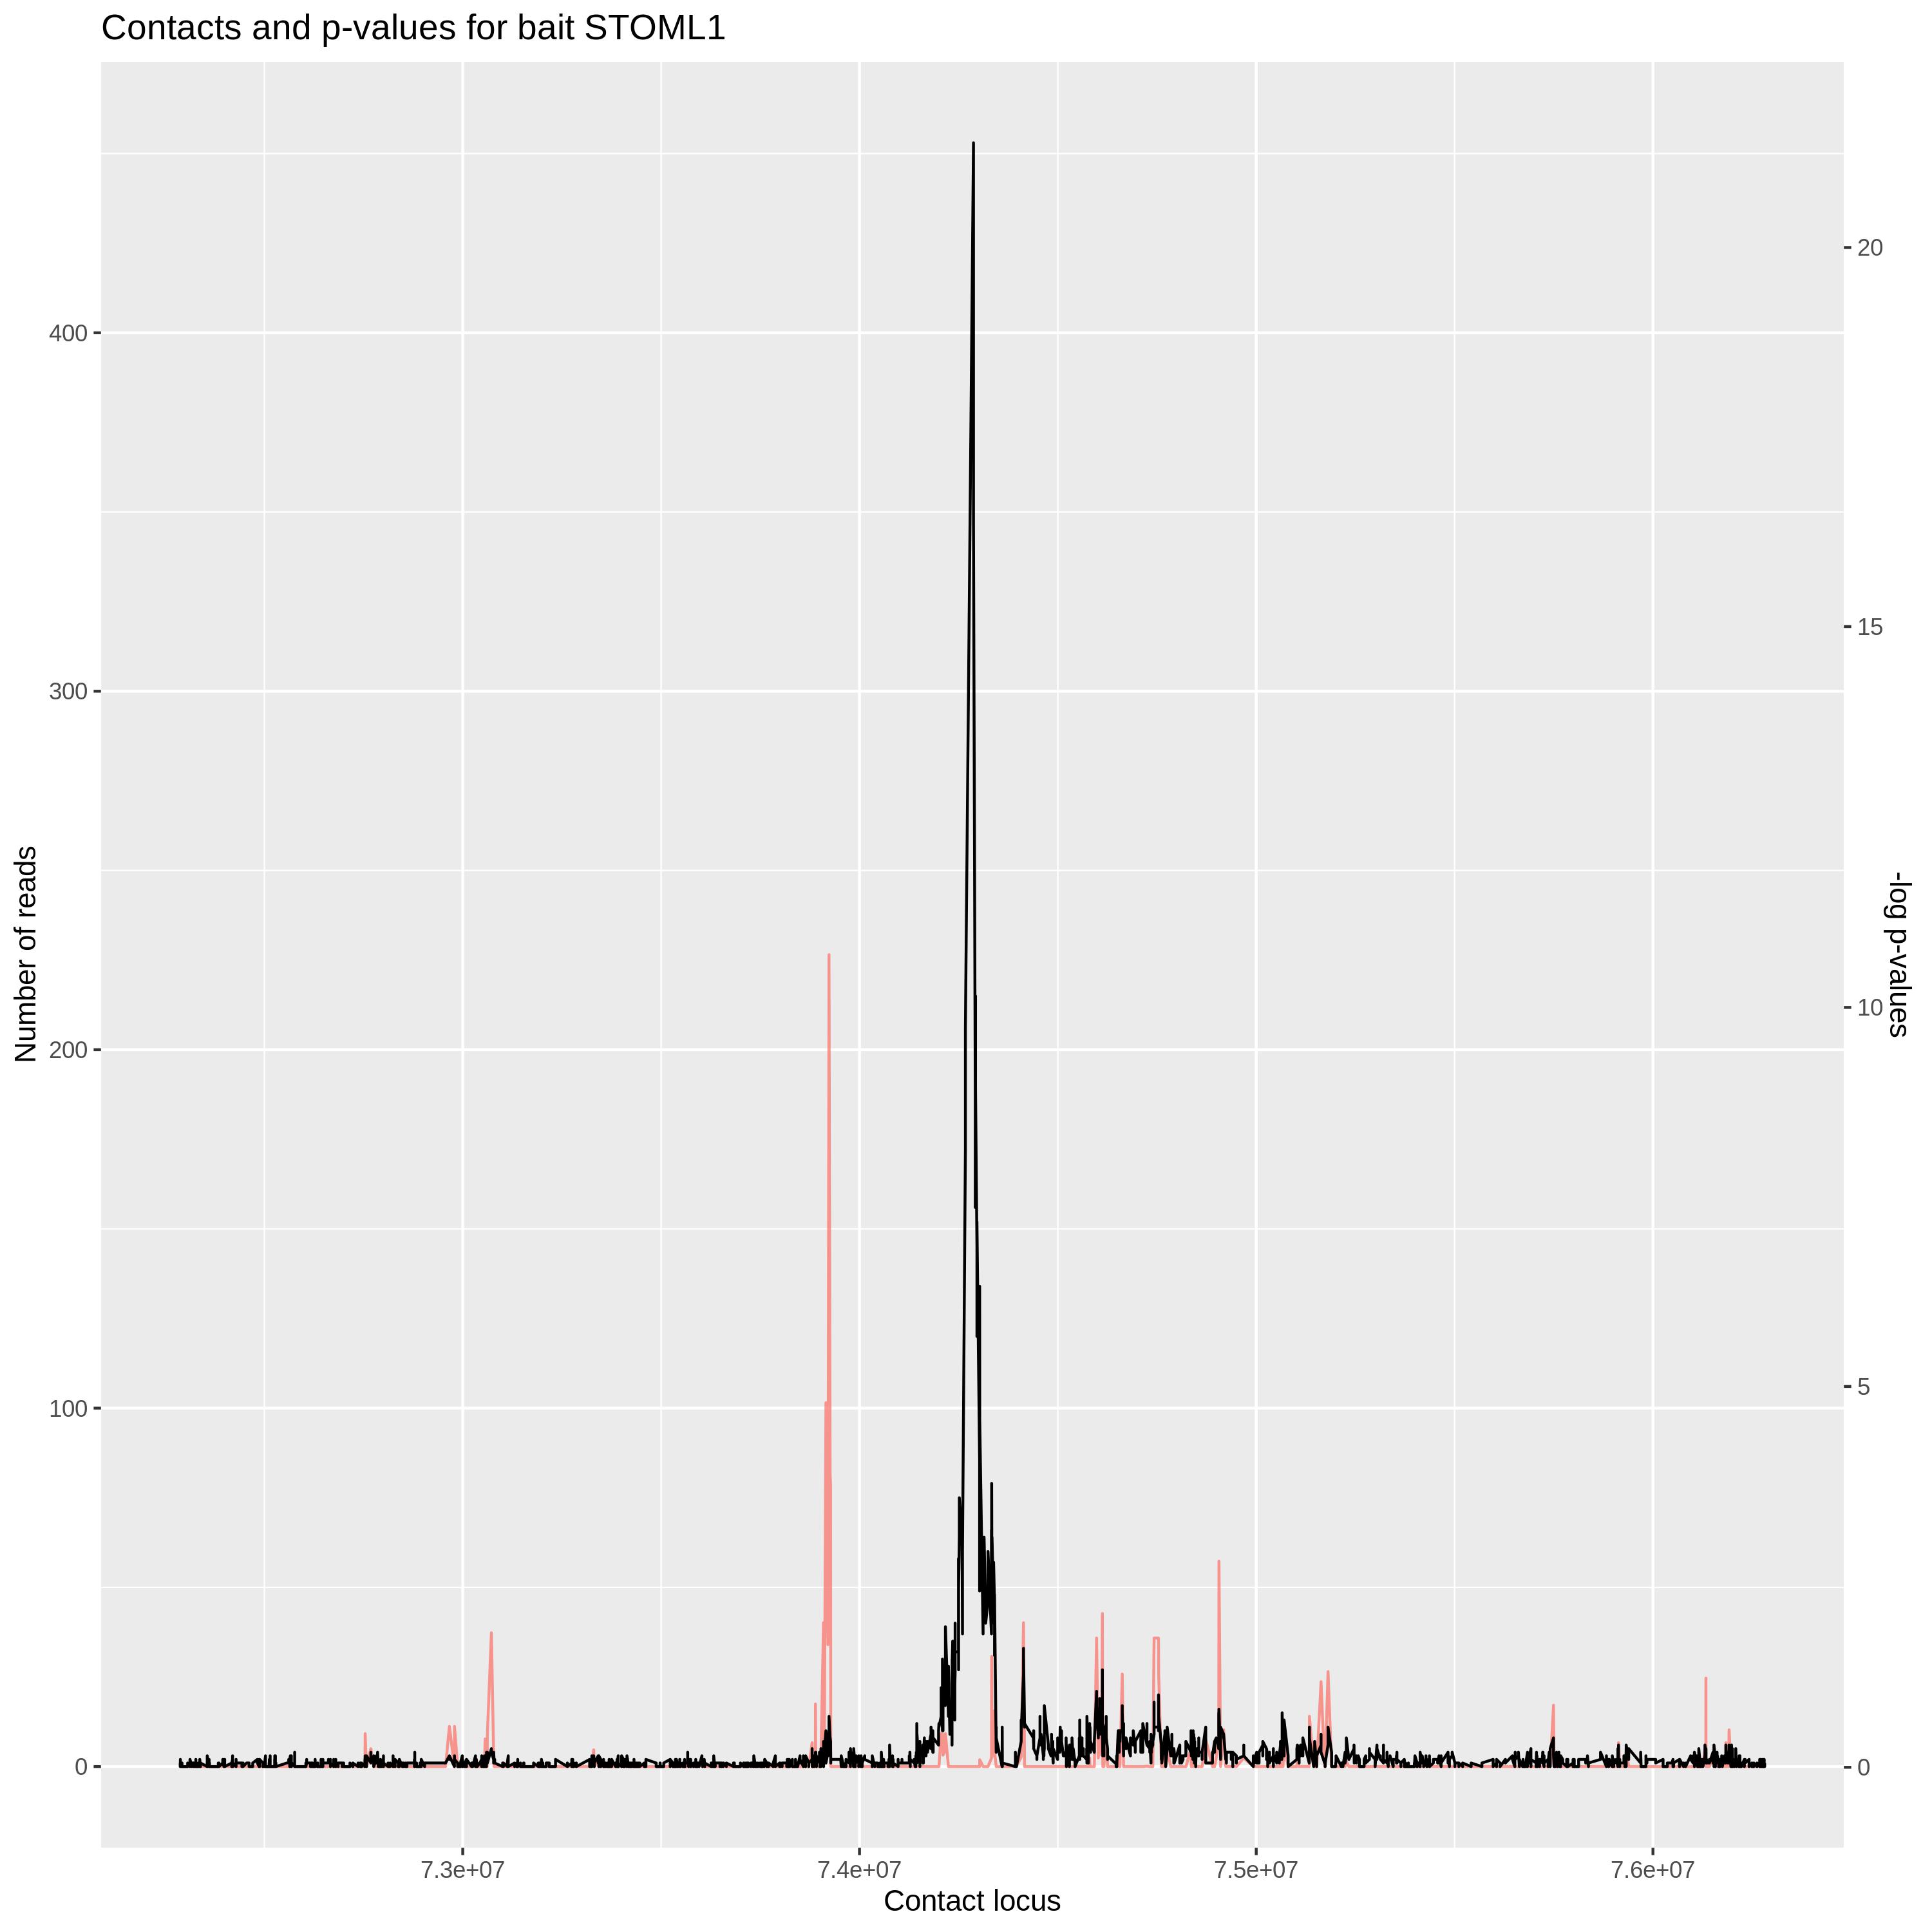 Contacts and p-values for bait STOML1
Number of reads
400
300
200
100
0
20
15
10
5
0
-log p-values
7.3e+07
7.4e+07
7.5e+07
7.6e+07
Contact locus